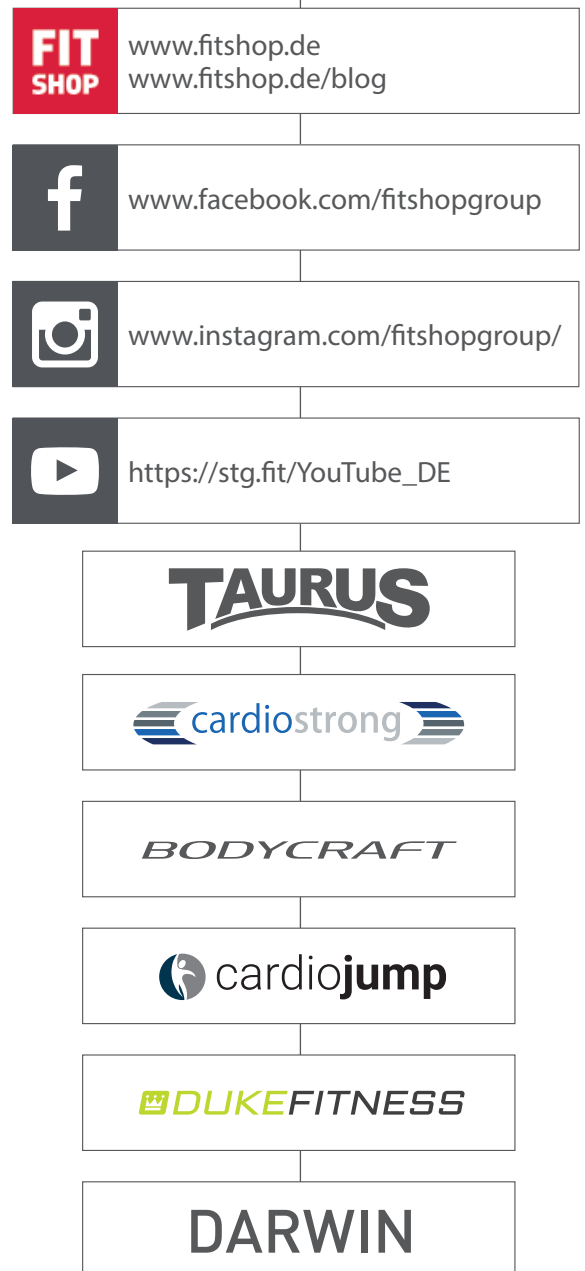 FIT
SHOP
www.fitshop.de
www.fitshop.de/blog
www.facebook.com/fitshopgroup
www.instagram.com/fitshopgroup/
https://stg.fit/YouTube_DE
TAURUS
cardiostrong
BODYCRAFT
cardiojump
DUKEFITNESS
DARWIN